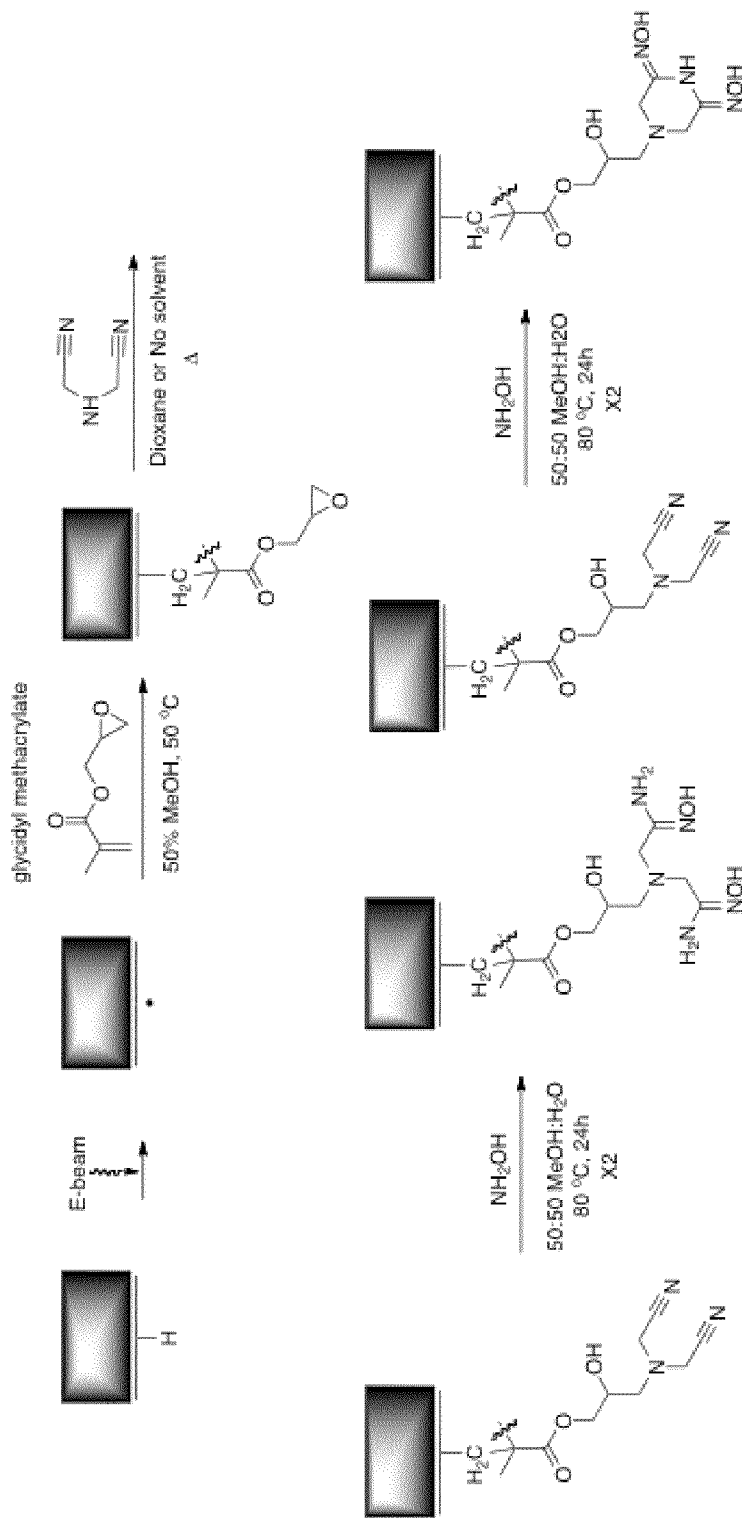 H
E-beam
•
glycidyl methacrylate
O
O
O
50% MeOH, 50 °C
H₂C
O
O
O
N
NH
N
Dioxane or No solvent
Δ
H₂C
O
O
OH
N
N
N
NH₂OH
50:50 MeOH:H₂O
80 °C, 24h
X2
H₂C
O
O
OH
NH₂
N
NOH
H₂N
NOH
H₂C
O
O
OH
N
N
N
NH₂OH
50:50 MeOH:H2O
80 °C, 24h
X2
H₂C
O
O
OH
NOH
N
NH
NOH